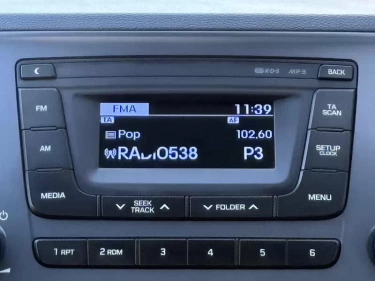 RDS MP3 BACK
FM FMA 11:39 TA SCAN
TA AF
Pop 102.60
AM RADIO538 P3 SETUP CLOCK
MEDIA SEEK TRACK FOLDER MENU
1 RPT 2 RDM 3 4 5 6